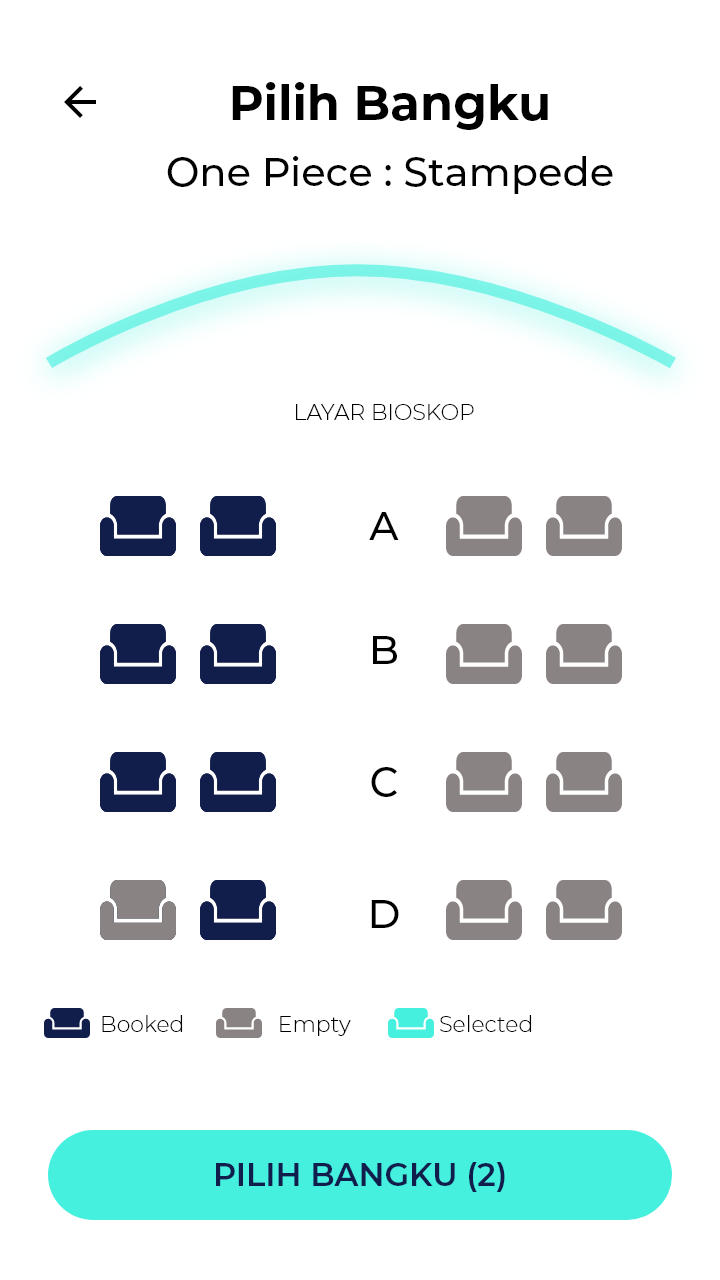 Pilih Bangku
One Piece : Stampede
LAYAR BIOSKOP
A
B
C
D
Booked Empty Selected
PILIH BANGKU (2)